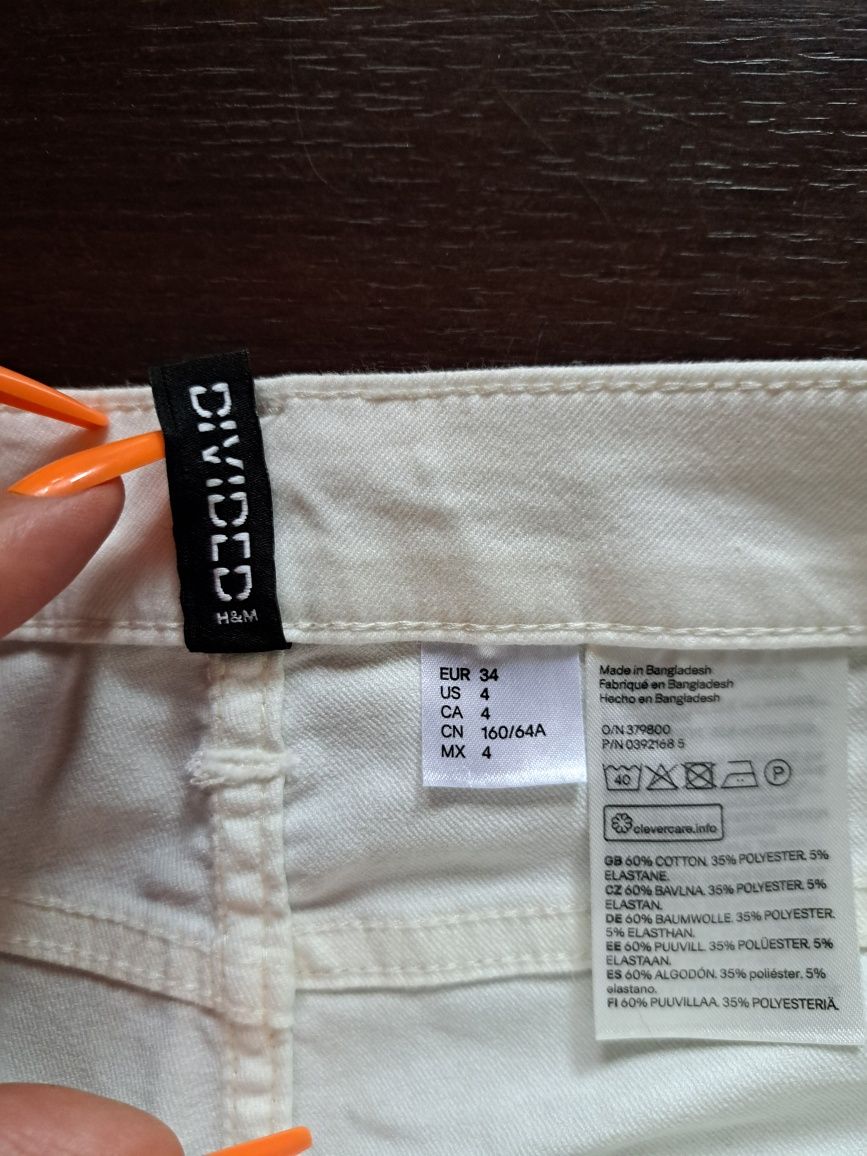 DIVIDED
H&M
EUR 34
US 4
CA 4
CN 160/64A
MX 4
Made in Bangladesh
Fabriqué en Bangladesh
Hecho en Bangladesh
O/N 379800
P/N 0392168 5
40
P
clevercare.info
GB 60% COTTON. 35% POLYESTER. 5%
ELASTANE.
CZ 60% BAVLNA. 35% POLYESTER. 5%
ELASTAN.
DE 60% BAUMWOLLE. 35% POLYESTER.
5% ELASTHAN.
EE 60% PUUVILL. 35% POLÜESTER. 5%
ELASTAAN.
ES 60% ALGODÓN. 35% poliéster. 5%
elastano.
FI 60% PUUVILLAA. 35% POLYESTERIÄ.